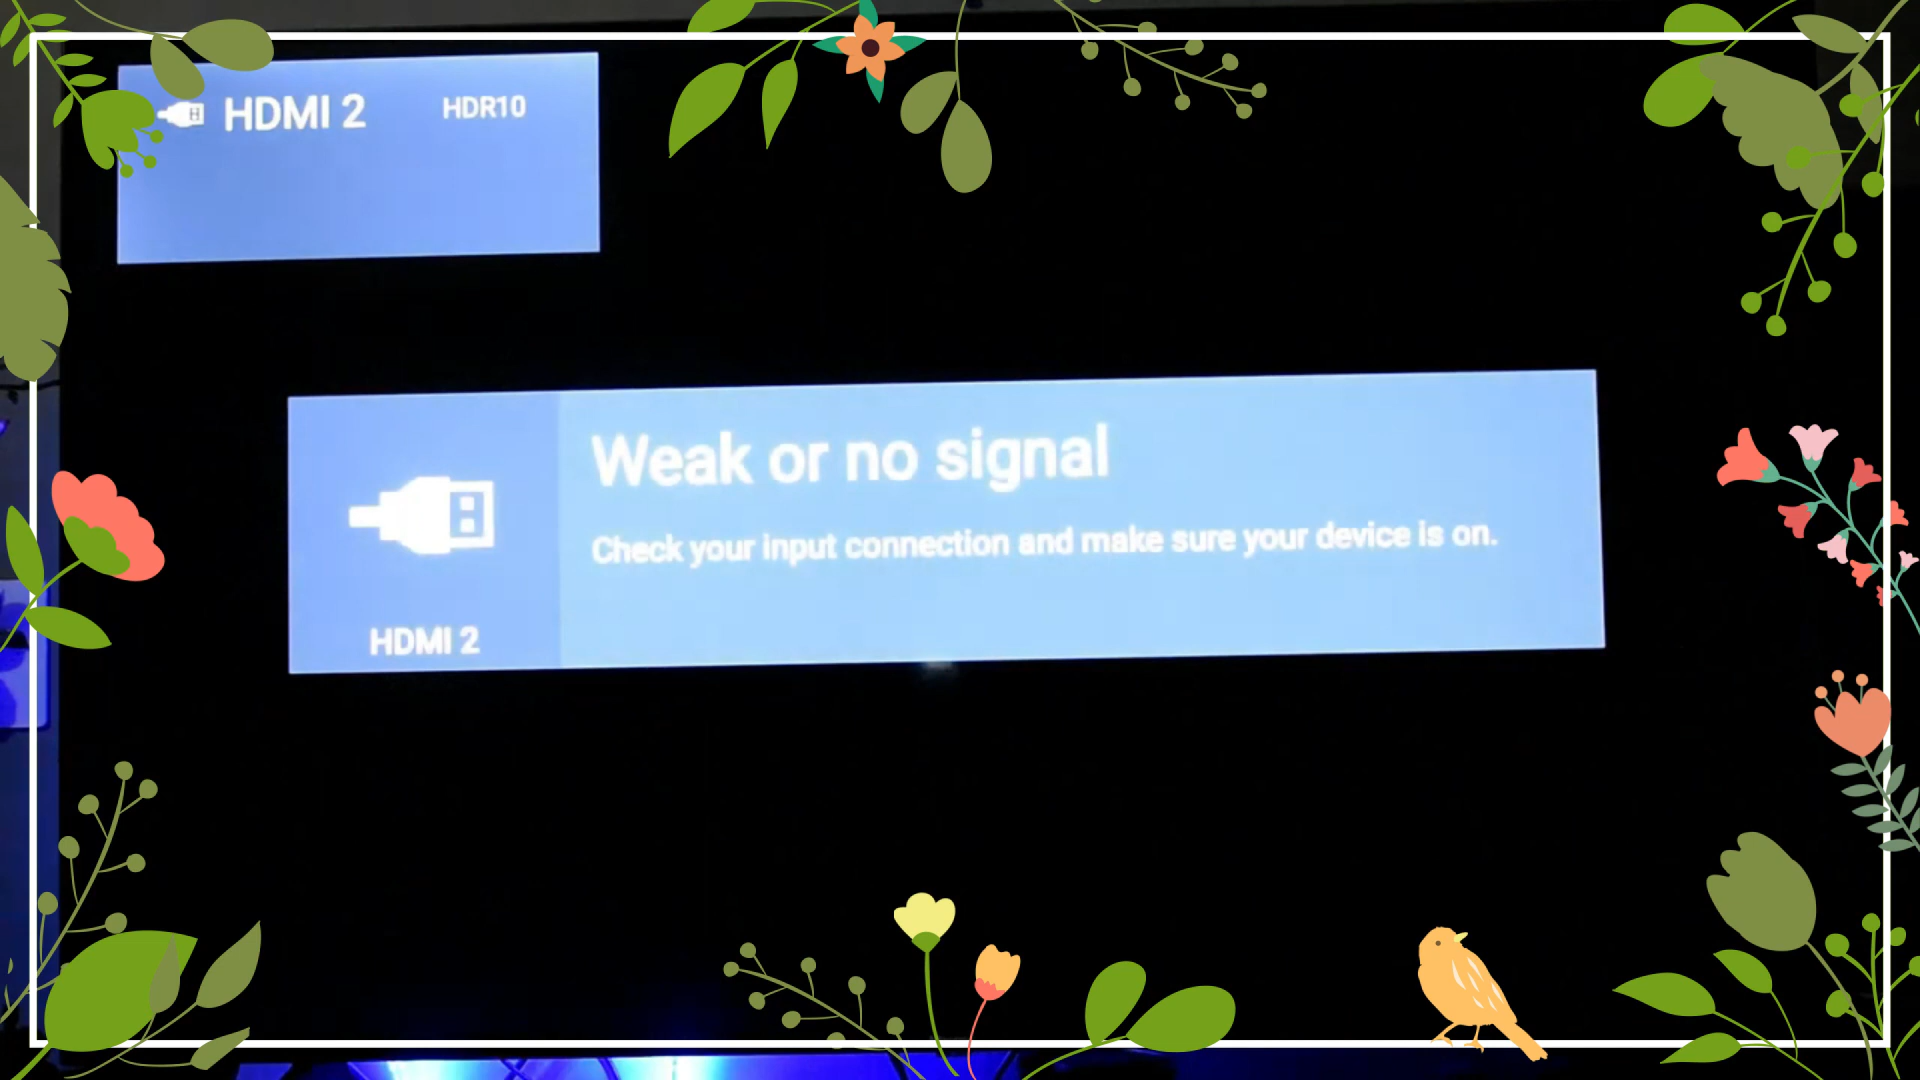 HDMI 2 HDR10
Weak or no signal
Check your input connection and make sure your device is on.
HDMI 2